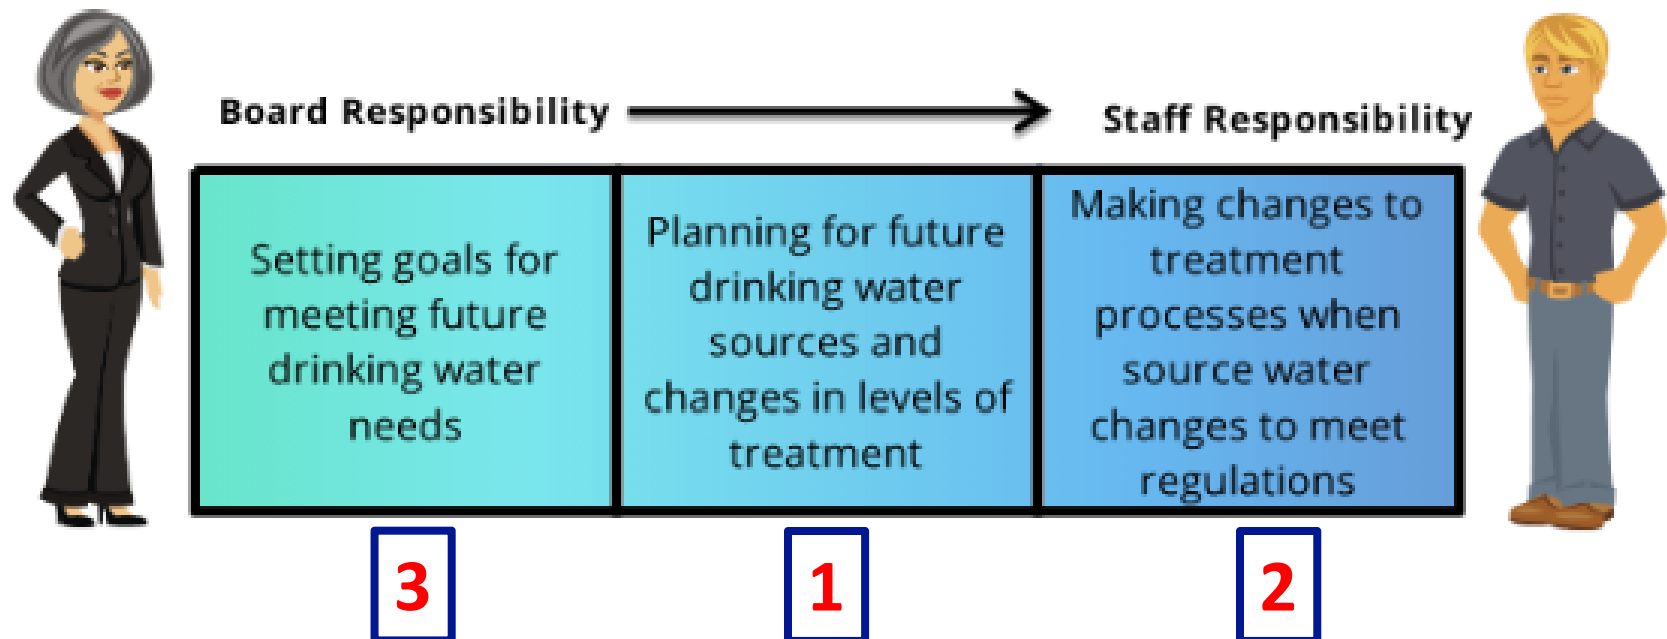 Board Responsibility
Staff Responsibility
Setting goals for
meeting future
drinking water
needs
Planning for future
drinking water
sources and
changes in levels of
treatment
Making changes to
treatment
processes when
source water
changes to meet
regulations
3
1
2